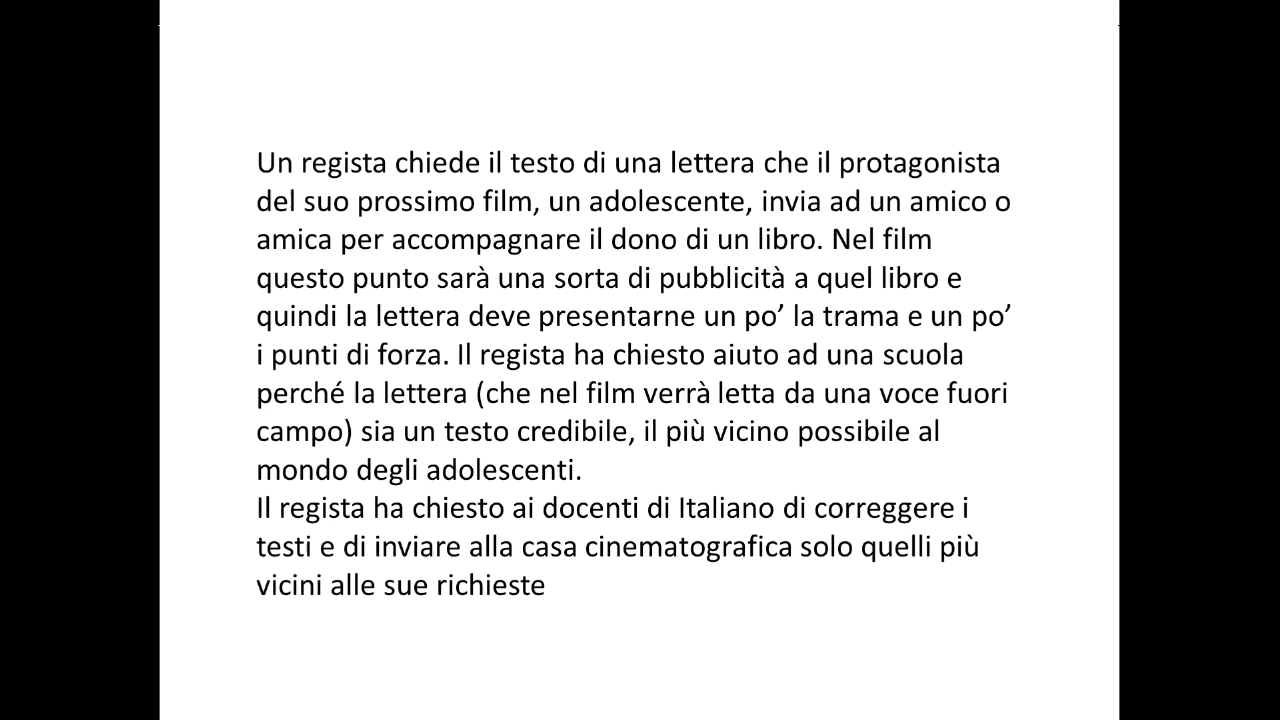 Un regista chiede il testo di una lettera che il protagonista
del suo prossimo film, un adolescente, invia ad un amico o
amica per accompagnare il dono di un libro. Nel film
questo punto sarà una sorta di pubblicità a quel libro e
quindi la lettera deve presentarne un po’ la trama e un po’
i punti di forza. Il regista ha chiesto aiuto ad una scuola
perché la lettera (che nel film verrà letta da una voce fuori
campo) sia un testo credibile, il più vicino possibile al
mondo degli adolescenti.
Il regista ha chiesto ai docenti di Italiano di correggere i
testi e di inviare alla casa cinematografica solo quelli più
vicini alle sue richieste